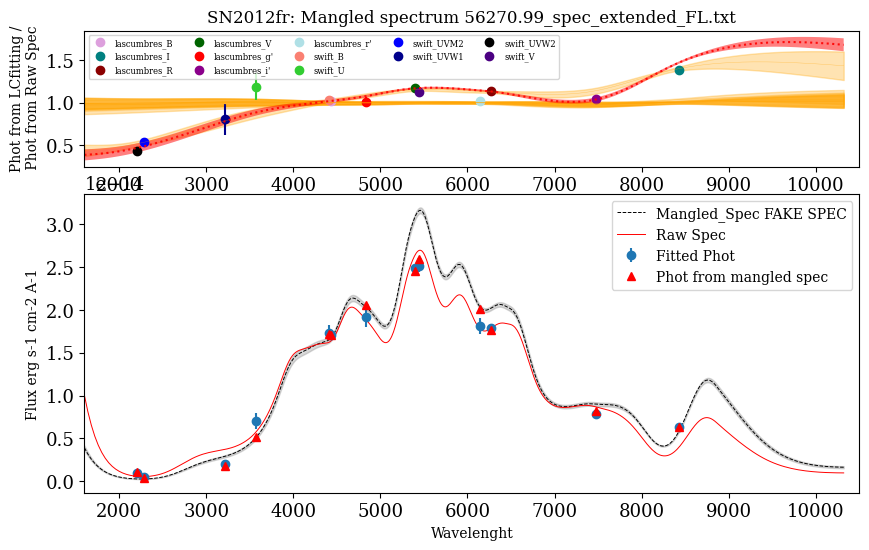 SN2012fr: Mangled spectrum 56270.99_spec_extended_FL.txt
Phot from LCfitting /
Phot from Raw Spec
1.5
1.0
0.5
lascumbres_B
lascumbres_I
lascumbres_R
lascumbres_V
lascumbres_g'
lascumbres_i'
lascumbres_r'
swift_B
swift_U
swift_UVM2
swift_UVW1
swift_UVW2
swift_V
2000 3000 4000 5000 6000 7000 8000 9000 10000
1e−14
Flux erg s-1 cm-2 A-1
3.0
2.5
2.0
1.5
1.0
0.5
0.0
Mangled_Spec FAKE SPEC
Raw Spec
Fitted Phot
Phot from mangled spec
2000 3000 4000 5000 6000 7000 8000 9000 10000
Wavelenght